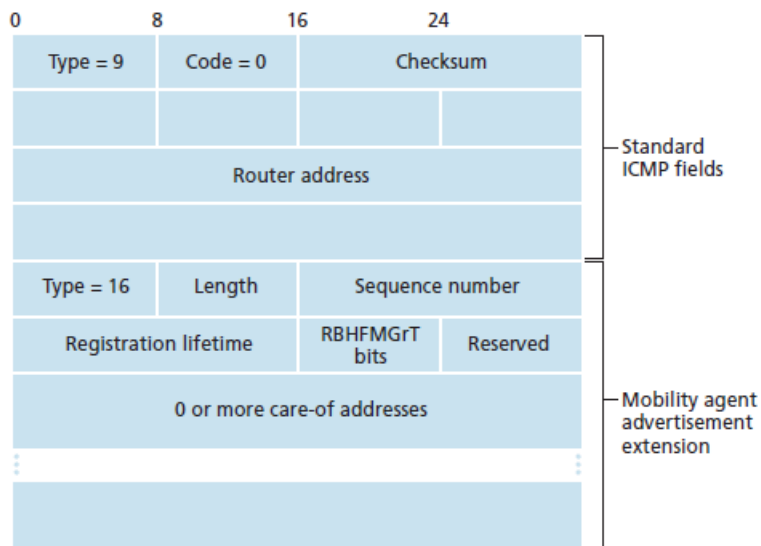 0 8 16 24
Type = 9 Code = 0 Checksum
Router address
Standard
ICMP fields
Type = 16 Length Sequence number
Registration lifetime RBHFMGrT
bits Reserved
0 or more care-of addresses
Mobility agent
advertisement
extension